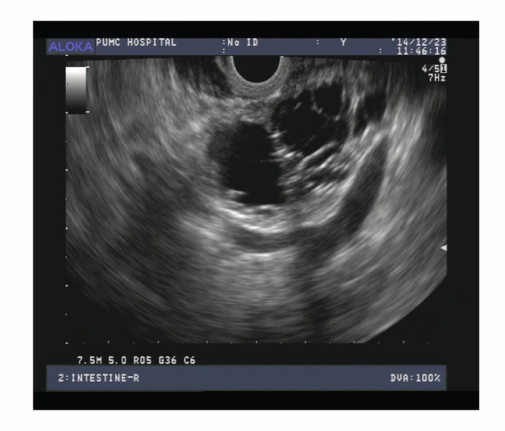 ALOKA PUMC HOSPITAL :No ID : Y '14/12/23
: : 11:46:16
4/51
7Hz
7.5M 5.0 R05 G36 C6
2:INTESTINE-R DVA:100%